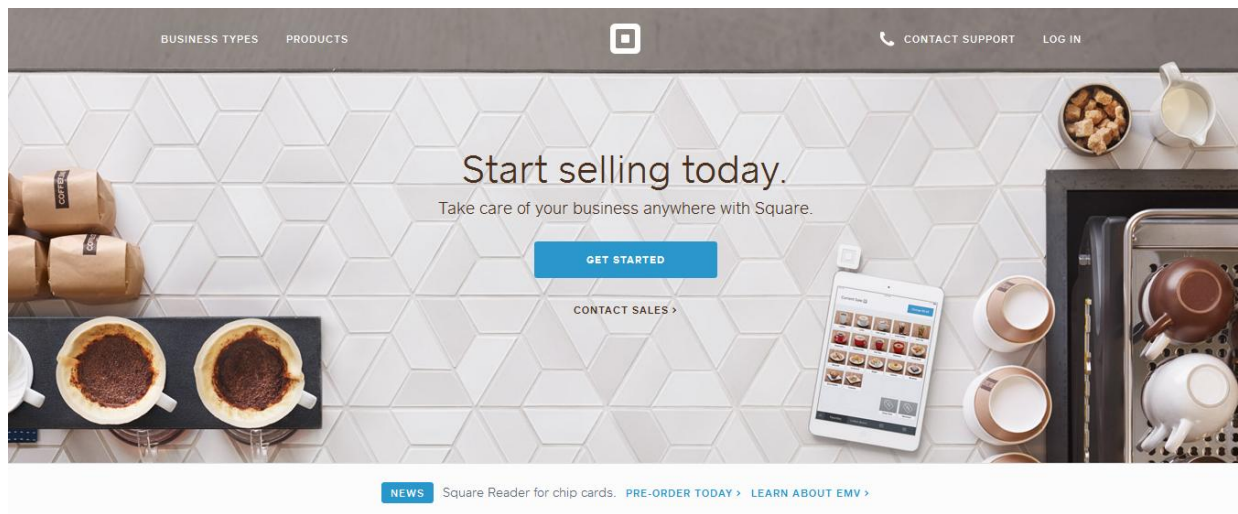 BUSINESS TYPES PRODUCTS CONTACT SUPPORT LOG IN
Start selling today.
Take care of your business anywhere with Square.
GET STARTED
CONTACT SALES >
NEWS Square Reader for chip cards. PRE-ORDER TODAY > LEARN ABOUT EMV >